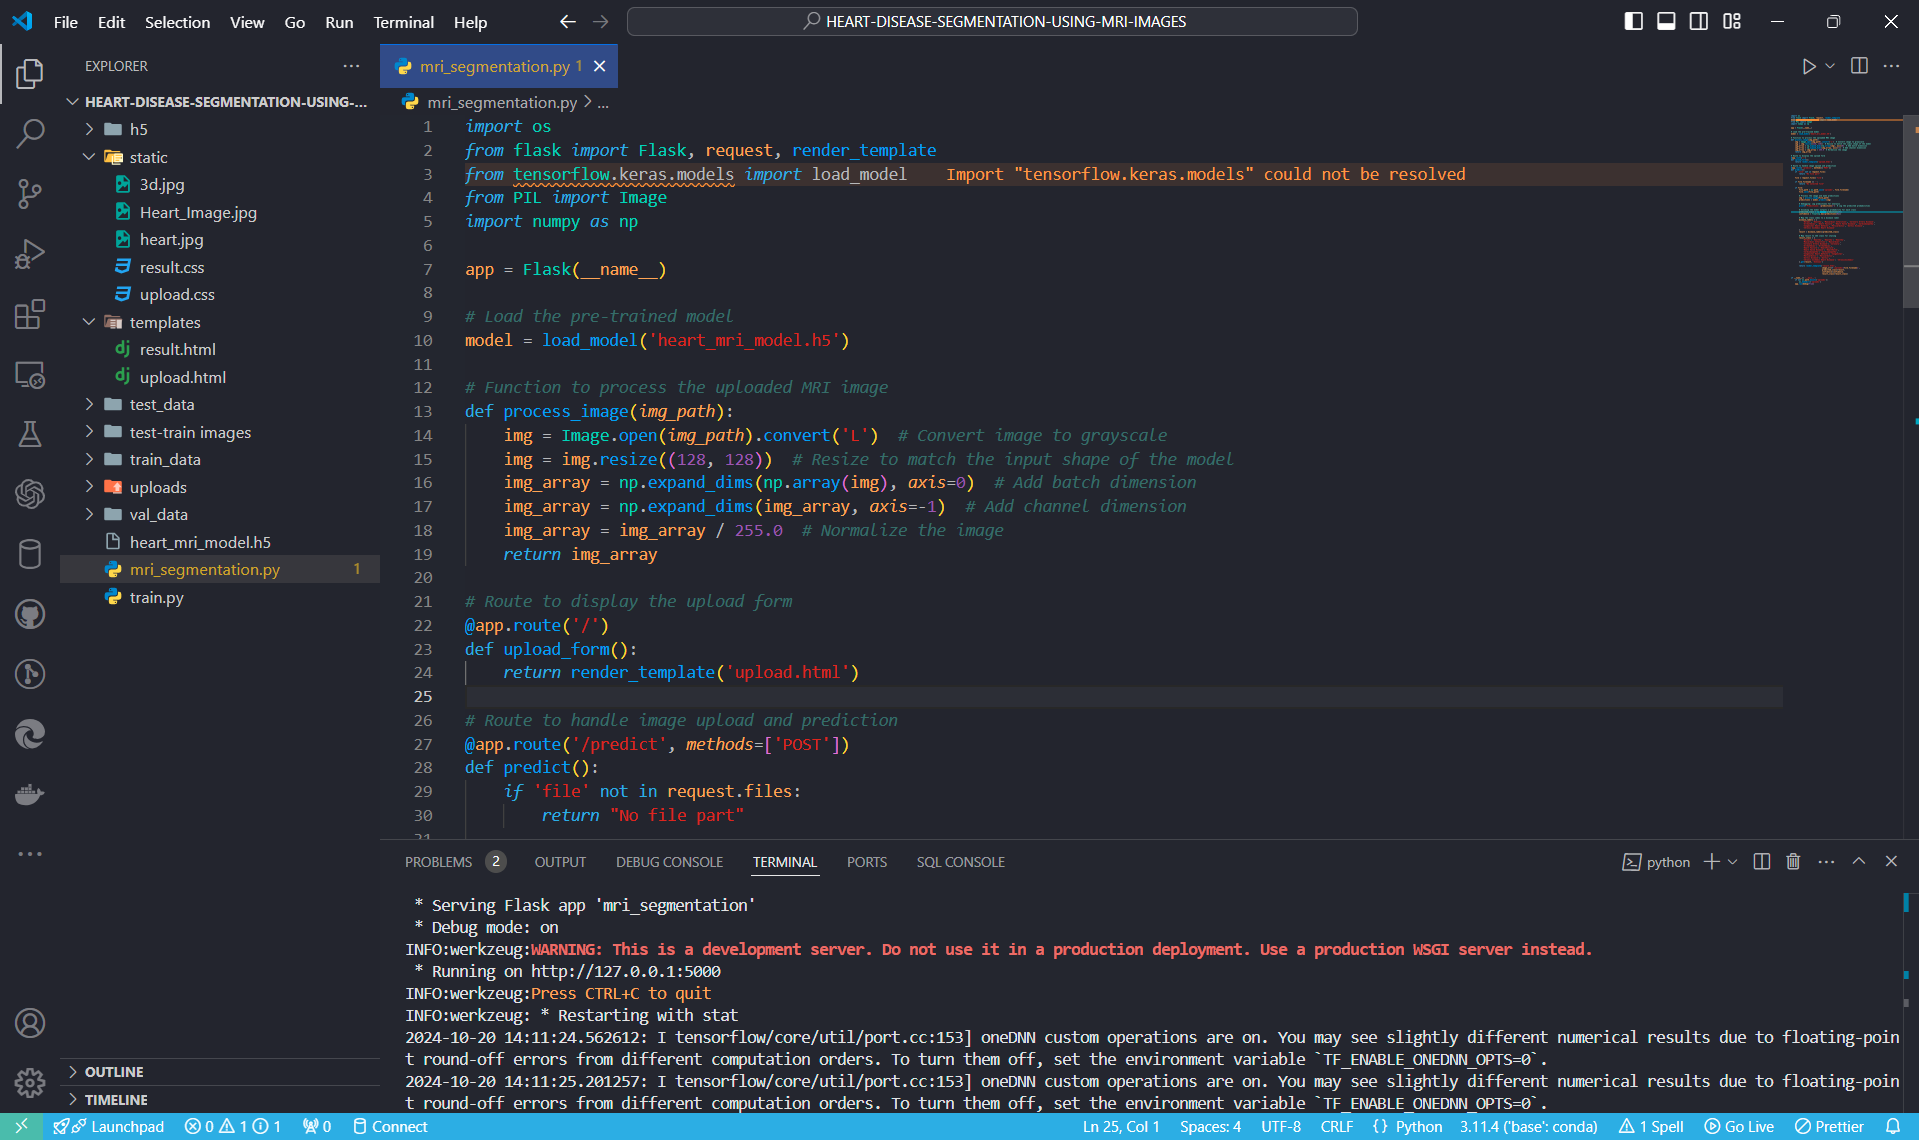 File Edit Selection View Go Run Terminal Help
HEART-DISEASE-SEGMENTATION-USING-MRI-IMAGES
EXPLORER
HEART-DISEASE-SEGMENTATION-USING-...
h5
static
3d.jpg
Heart_Image.jpg
heart.jpg
result.css
upload.css
templates
result.html
upload.html
test_data
test-train images
train_data
uploads
val_data
heart_mri_model.h5
mri_segmentation.py 1
train.py
OUTLINE
TIMELINE
mri_segmentation.py 1
mri_segmentation.py > ...
1 import os
2 from flask import Flask, request, render_template
3 from tensorflow.keras.models import load_model Import "tensorflow.keras.models" could not be resolved
4 from PIL import Image
5 import numpy as np
6
7 app = Flask(__name__)
8
9 # Load the pre-trained model
10 model = load_model('heart_mri_model.h5')
11
12 # Function to process the uploaded MRI image
13 def process_image(img_path):
14 img = Image.open(img_path).convert('L') # Convert image to grayscale
15 img = img.resize((128, 128)) # Resize to match the input shape of the model
16 img_array = np.expand_dims(np.array(img), axis=0) # Add batch dimension
17 img_array = np.expand_dims(img_array, axis=-1) # Add channel dimension
18 img_array = img_array / 255.0 # Normalize the image
19 return img_array
20
21 # Route to display the upload form
22 @app.route('/')
23 def upload_form():
24 return render_template('upload.html')
25
26 # Route to handle image upload and prediction
27 @app.route('/predict', methods=['POST'])
28 def predict():
29 if 'file' not in request.files:
30 return "No file part"
31
PROBLEMS 2 OUTPUT DEBUG CONSOLE TERMINAL PORTS SQL CONSOLE
python
* Serving Flask app 'mri_segmentation'
* Debug mode: on
INFO:werkzeug:WARNING: This is a development server. Do not use it in a production deployment. Use a production WSGI server instead.
* Running on http://127.0.0.1:5000
INFO:werkzeug:Press CTRL+C to quit
INFO:werkzeug: * Restarting with stat
2024-10-20 14:11:24.562612: I tensorflow/core/util/port.cc:153] oneDNN custom operations are on. You may see slightly different numerical results due to floating-poin
t round-off errors from different computation orders. To turn them off, set the environment variable `TF_ENABLE_ONEDNN_OPTS=0`.
2024-10-20 14:11:25.201257: I tensorflow/core/util/port.cc:153] oneDNN custom operations are on. You may see slightly different numerical results due to floating-poin
t round-off errors from different computation orders. To turn them off, set the environment variable `TF_ENABLE_ONEDNN_OPTS=0`.
Launchpad 0 1 1 0 Connect
Ln 25, Col 1 Spaces: 4 UTF-8 CRLF {} Python 3.11.4 ('base': conda) 1 Spell Go Live Prettier